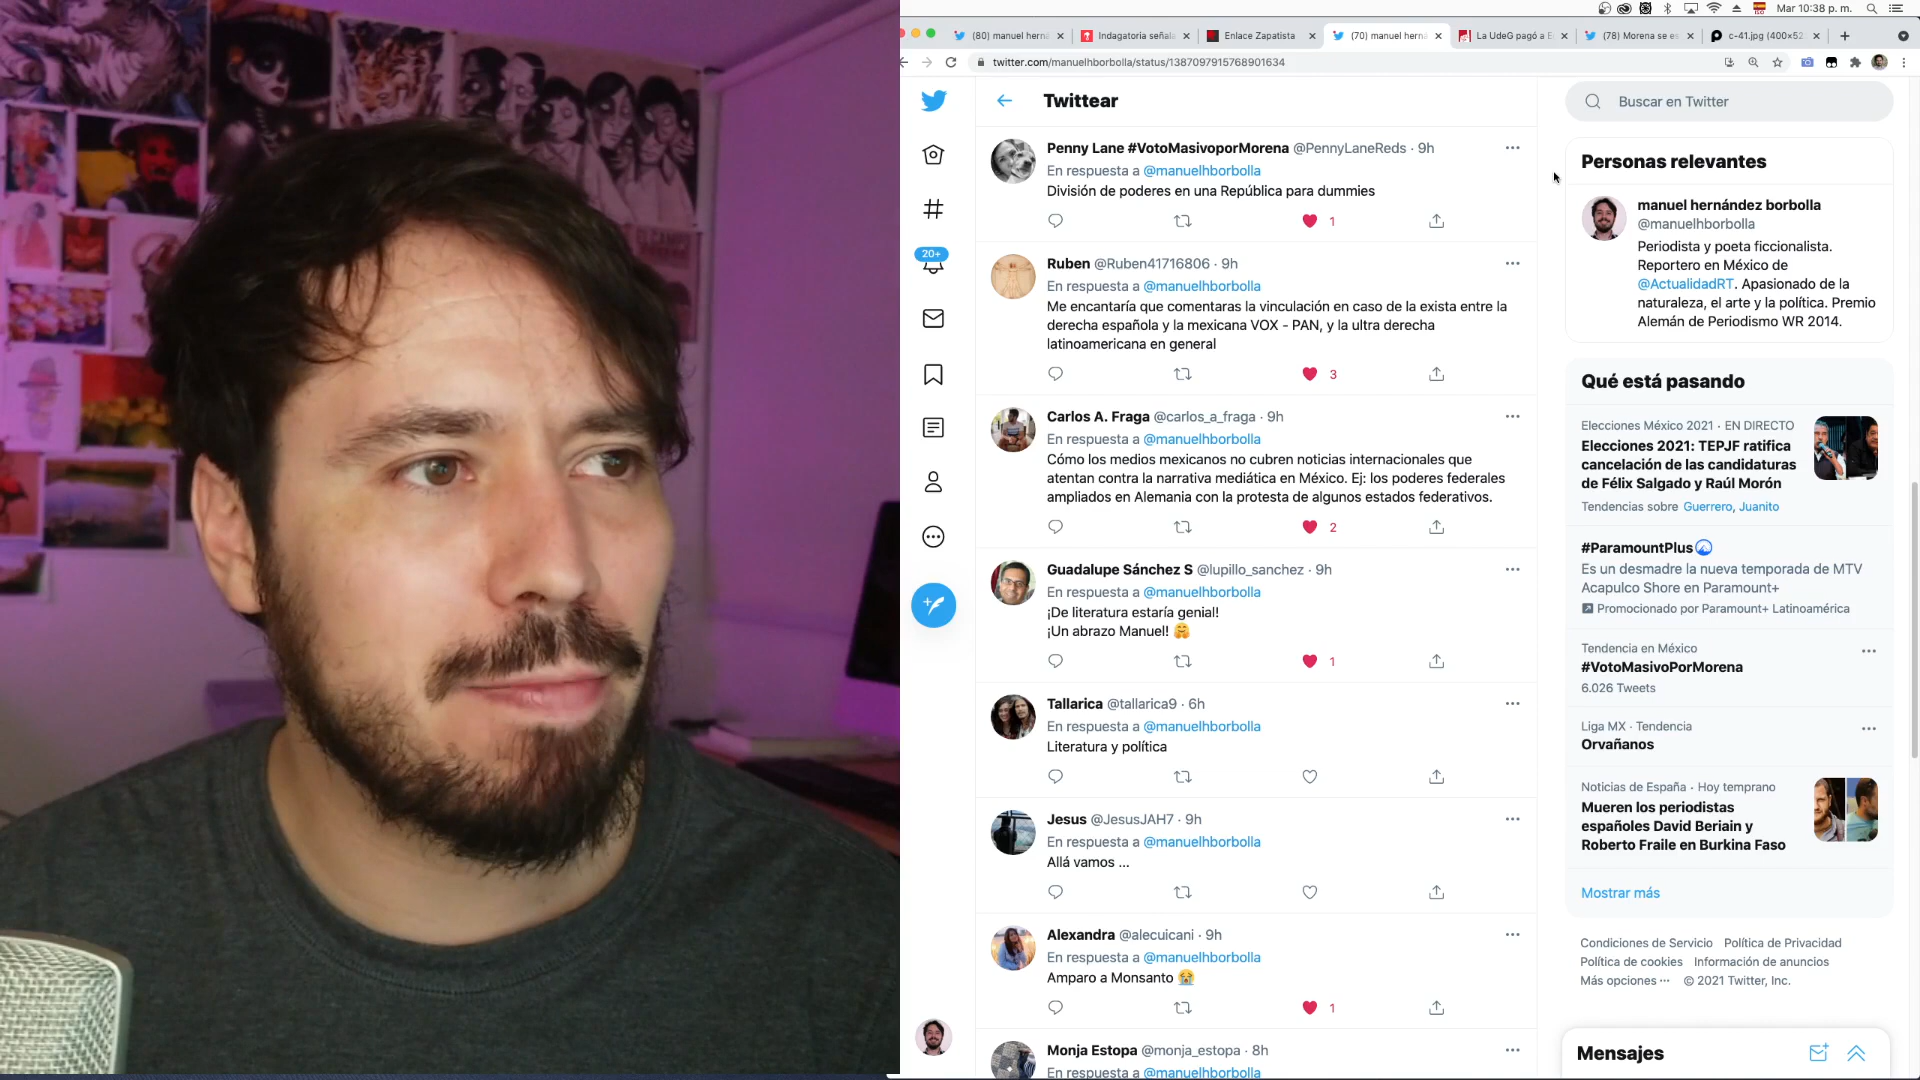 Mar 10:38 p. m.
(80) manuel hern
Indagatoria señala
Enlace Zapatista
(70) manuel herna
La UdeG pagó a E
(78) Morena se es
c-41.jpg (400×52
twitter.com/manuelhborbolla/status/1387097915768901634
Twittear
Penny Lane #VotoMasivoporMorena @PennyLaneReds · 9h
En respuesta a @manuelhborbolla
División de poderes en una República para dummies
1
20+
Ruben @Ruben41716806 · 9h
En respuesta a @manuelhborbolla
Me encantaría que comentaras la vinculación en caso de la exista entre la
derecha española y la mexicana VOX - PAN, y la ultra derecha
latinoamericana en general
3
Carlos A. Fraga @carlos_a_fraga · 9h
En respuesta a @manuelhborbolla
Cómo los medios mexicanos no cubren noticias internacionales que
atentan contra la narrativa mediática en México. Ej: los poderes federales
ampliados en Alemania con la protesta de algunos estados federativos.
2
Guadalupe Sánchez S @lupillo_sanchez · 9h
En respuesta a @manuelhborbolla
¡De literatura estaría genial!
¡Un abrazo Manuel! 🤗
1
Tallarica @tallarica9 · 6h
En respuesta a @manuelhborbolla
Literatura y política
Jesus @JesusJAH7 · 9h
En respuesta a @manuelhborbolla
Allá vamos ...
Alexandra @alecuicani · 9h
En respuesta a @manuelhborbolla
Amparo a Monsanto 😭
1
Monja Estopa @monja_estopa · 8h
En respuesta a @manuelhborbolla
Buscar en Twitter
Personas relevantes
manuel hernández borbolla
@manuelhborbolla
Periodista y poeta ficcionalista.
Reportero en México de
@ActualidadRT. Apasionado de la
naturaleza, el arte y la política. Premio
Alemán de Periodismo WR 2014.
Qué está pasando
Elecciones México 2021 · EN DIRECTO
Elecciones 2021: TEPJF ratifica
cancelación de las candidaturas
de Félix Salgado y Raúl Morón
Tendencias sobre Guerrero, Juanito
#ParamountPlus
Es un desmadre la nueva temporada de MTV
Acapulco Shore en Paramount+
Promocionado por Paramount+ Latinoamérica
Tendencia en México
#VotoMasivoPorMorena
6.026 Tweets
Liga MX · Tendencia
Orvañanos
Noticias de España · Hoy temprano
Mueren los periodistas
españoles David Beriain y
Roberto Fraile en Burkina Faso
Mostrar más
Condiciones de Servicio Política de Privacidad
Política de cookies Información de anuncios
Más opciones ··· © 2021 Twitter, Inc.
Mensajes